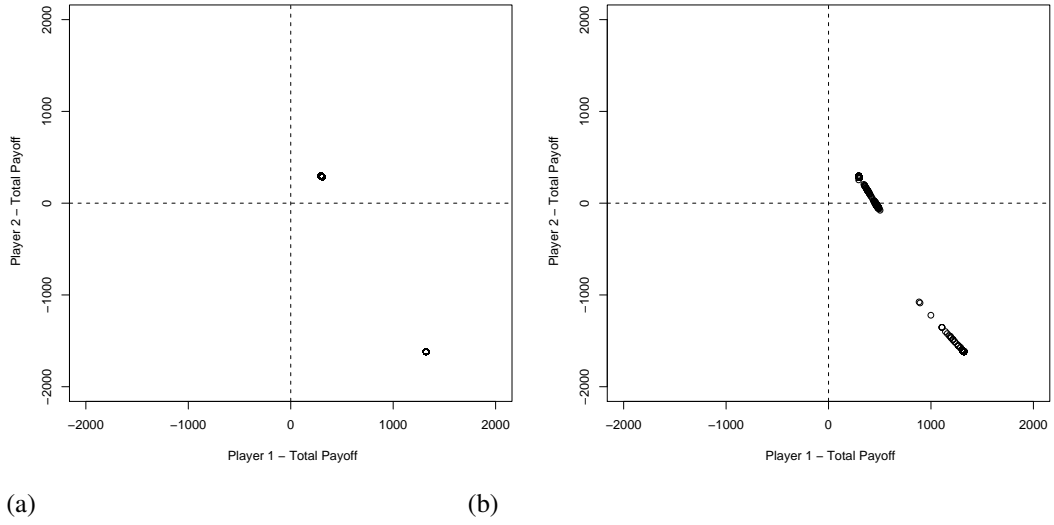 2000
1000
0
−1000
−2000
Player 2 − Total Payoff
−2000 −1000 0 1000 2000
Player 1 − Total Payoff
(a)
2000
1000
0
−1000
−2000
Player 2 − Total Payoff
−2000 −1000 0 1000 2000
Player 1 − Total Payoff
(b)